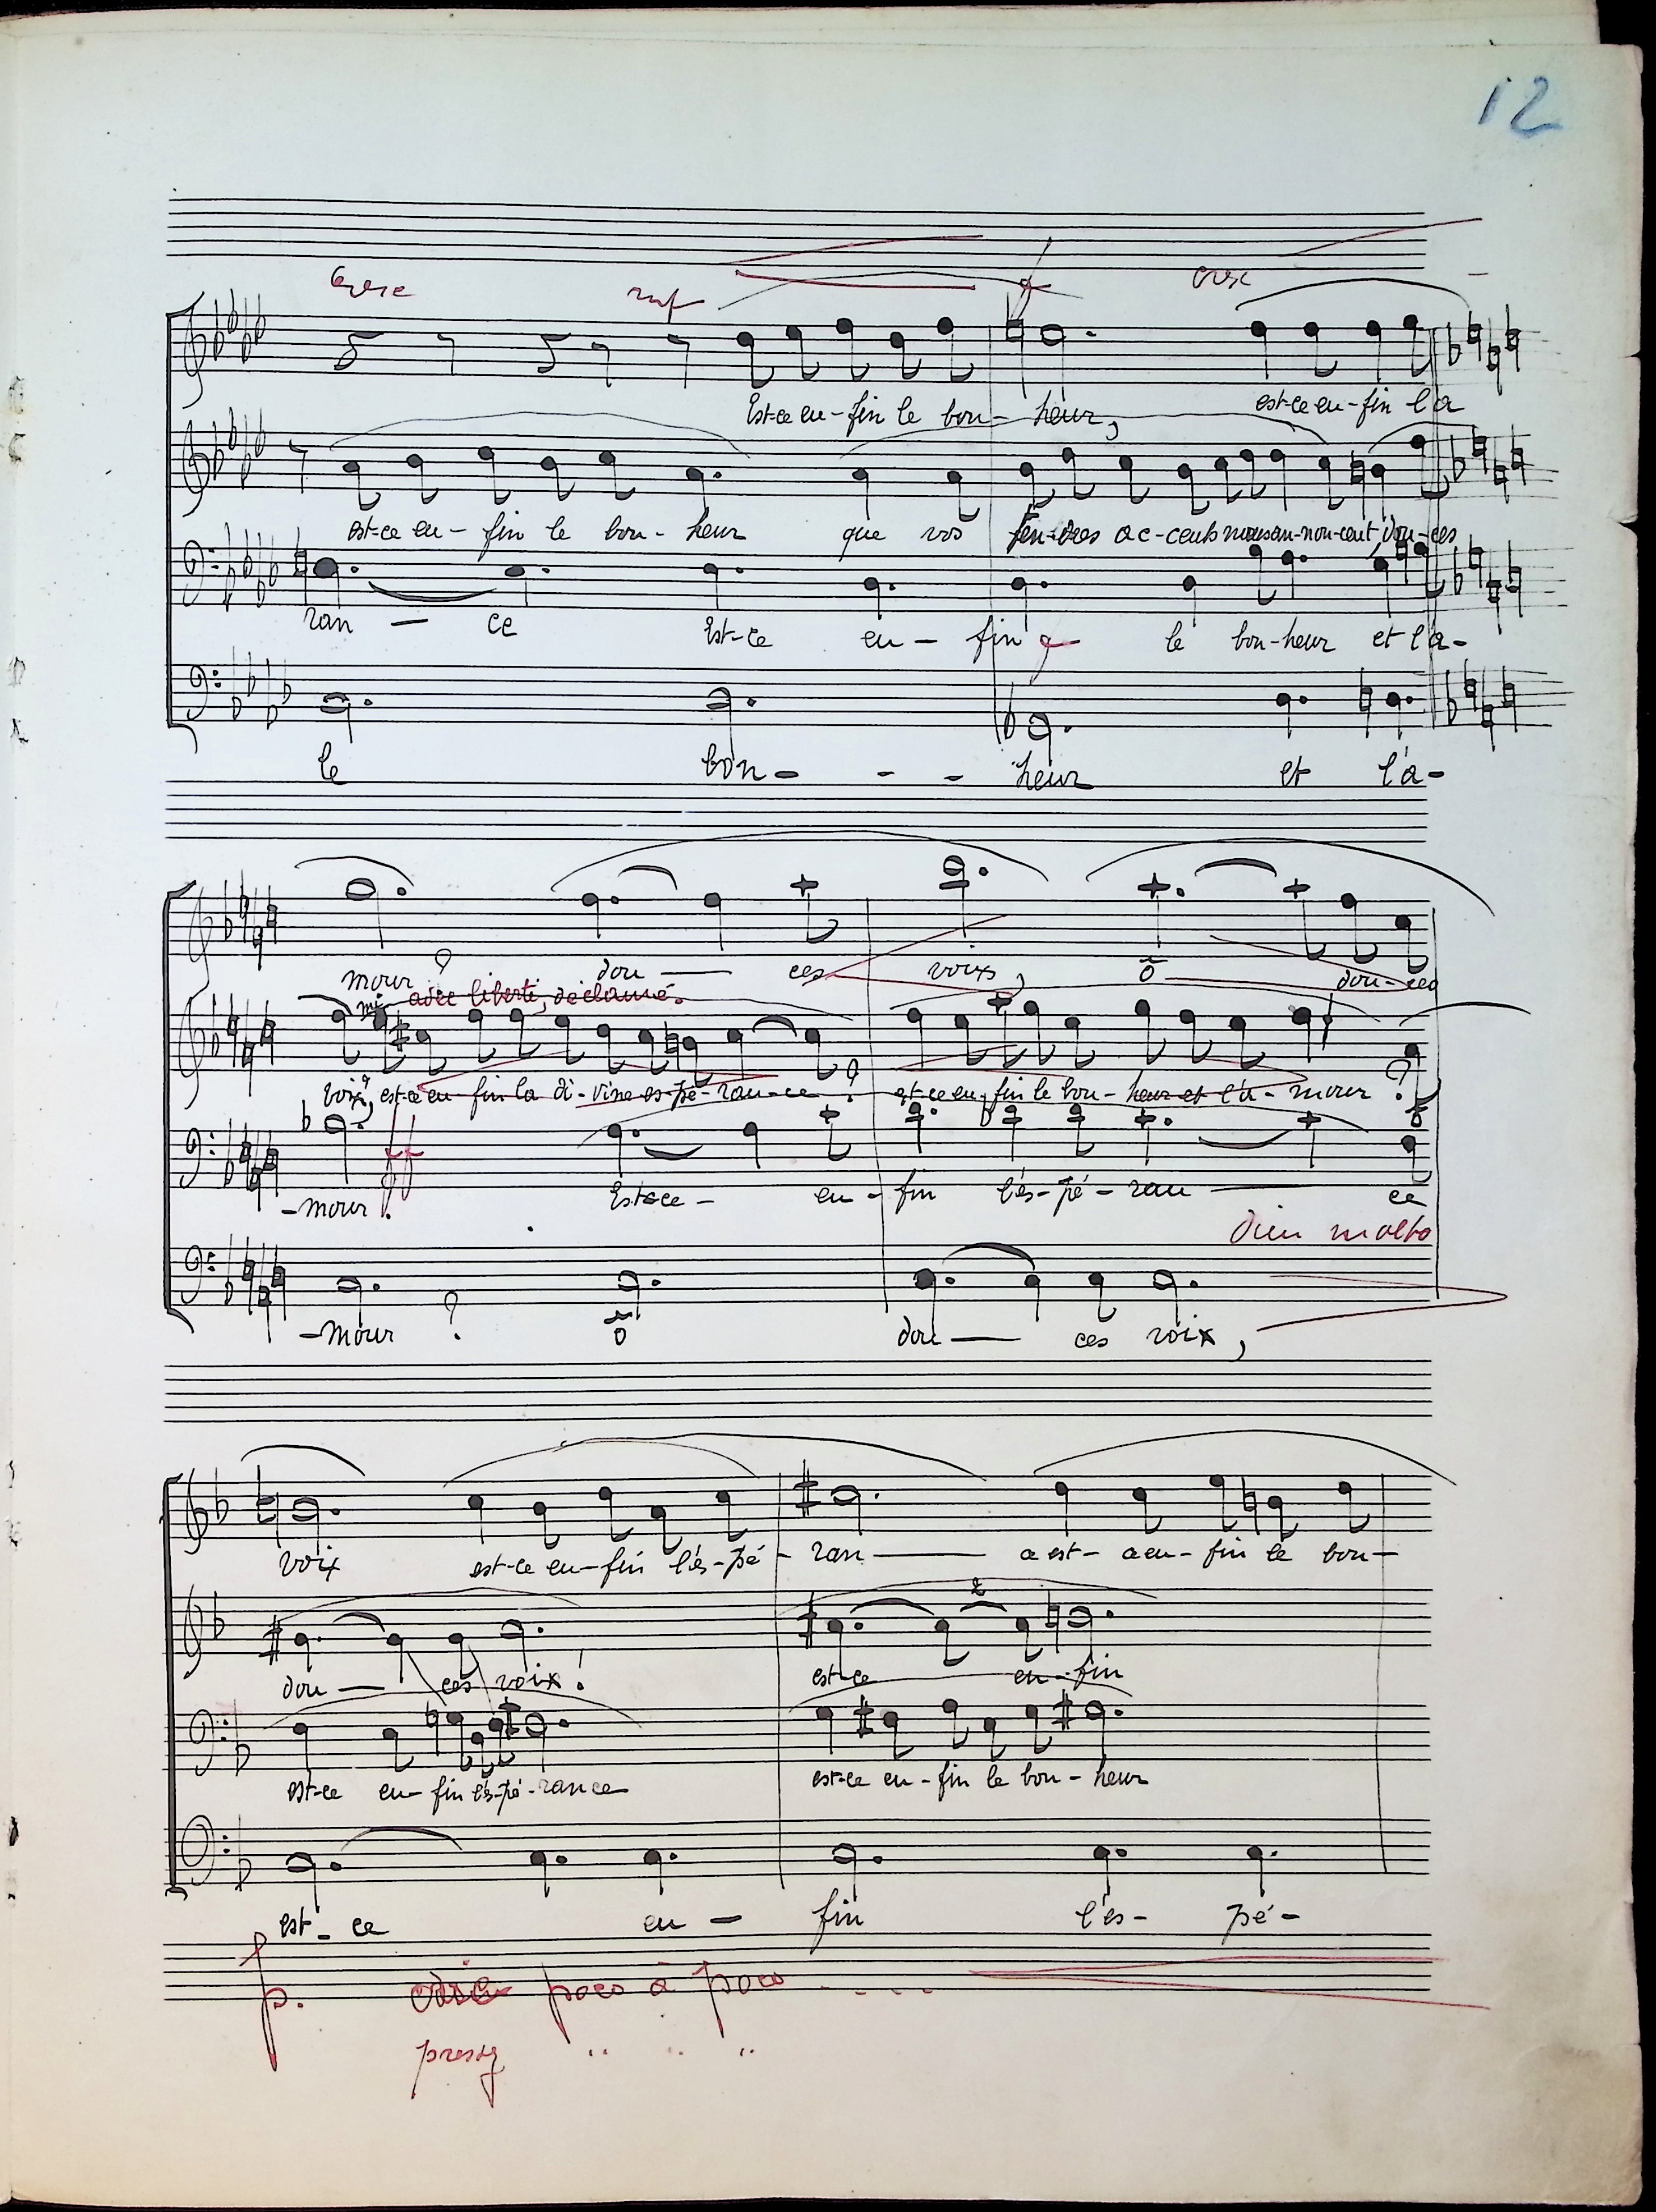 12
cresc mf f cresc
Est-ce en-fin le bon- heur, est-ce en-fin l'a
est-ce en- fin le bon- heur que vos ten-dres ac-cents nous an-non-cent, dou-ces
ran — ce Est-ce en- fin le bon-heur et l'a-
le bon- - - heur et l'a-
mour ? dou — ces voix, ô dou-ces
avec liberté, déclamé.
voix, est-ce en- fin la di-vine es-pé-ran-ce ? est-ce en-fin le bon-heur et l'a-mour ?
ff
-mour ! Est-ce- en- fin l'es-pé-ran — ce
dim molto
-mour ? ô dou — ces voix,
voix est-ce en-fin l'es-pé- ran — ce est- ce en- fin le bon-
2
dou — ces voix ! est-ce en-fin
est-ce en- fin l'es-pé-rance est-ce en-fin le bon-heur
est- ce en- fin l'es- pé-
p. poco à poco - - - -
pressez " " "